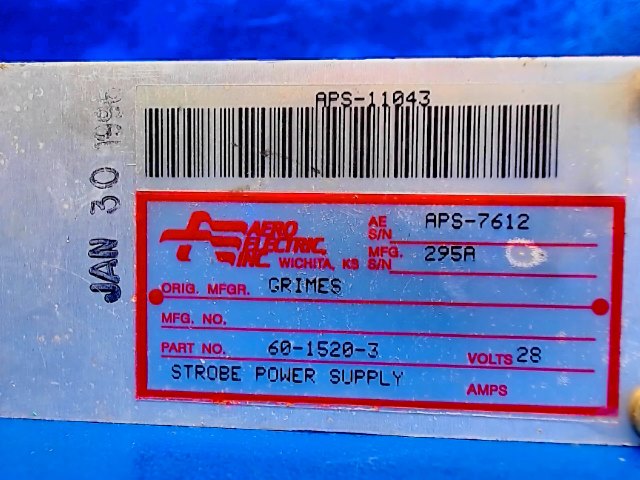 APS-11043
JAN 30
AERO
ELECTRIC,
INC. WICHITA, KS
AE
S/N APS-7612
MFG.
S/N 295A
ORIG. MFGR. GRIMES
MFG. NO.
PART NO. 60-1520-3 VOLTS 28
STROBE POWER SUPPLY AMPS